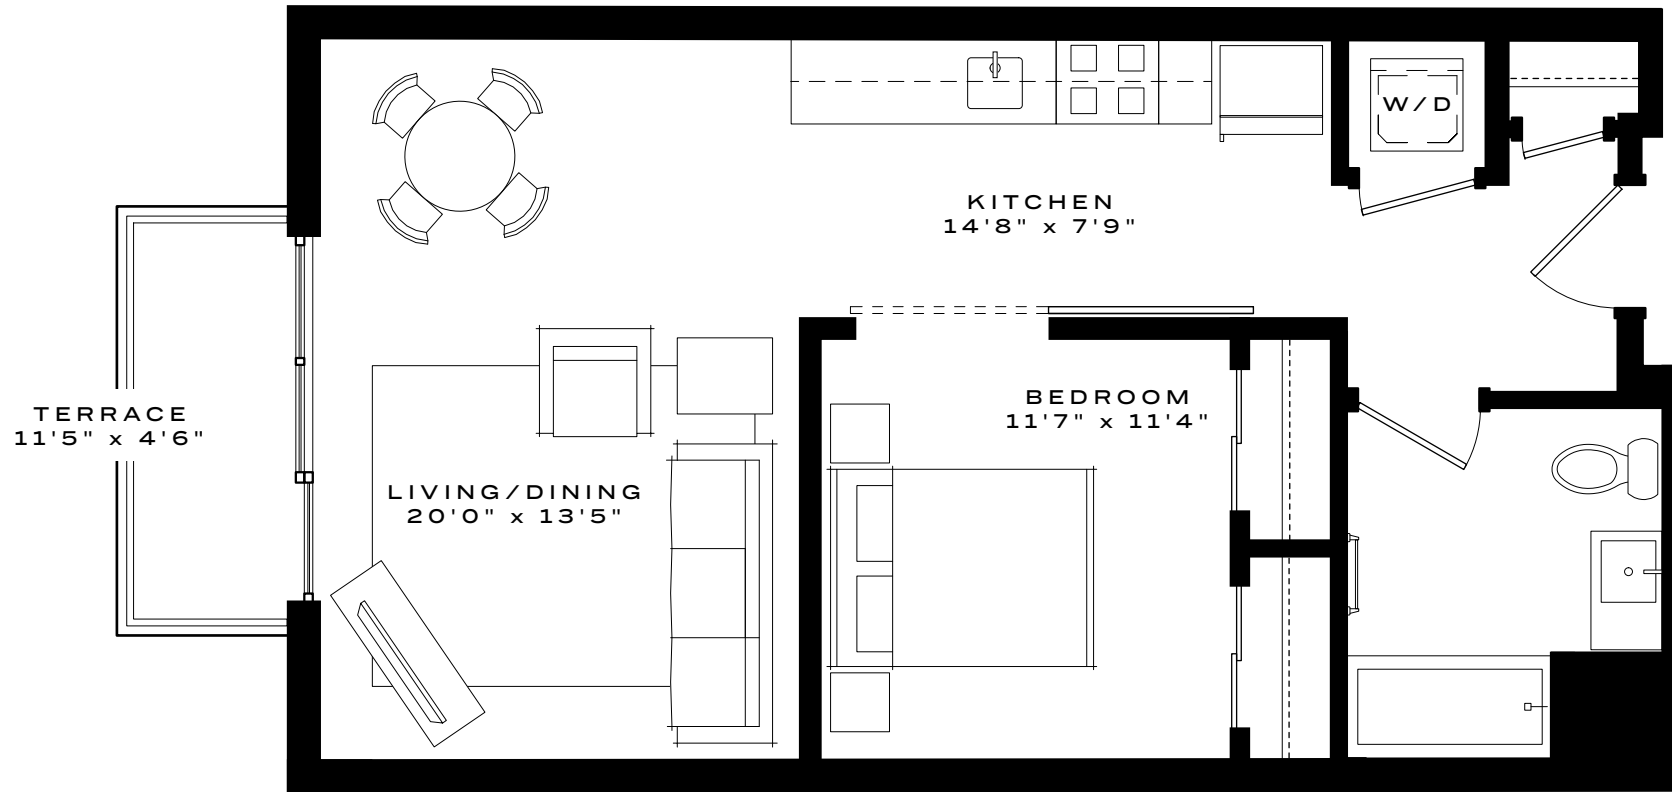 W/D
KITCHEN
14'8" x 7'9"
BEDROOM
11'7" x 11'4"
TERRACE
11'5" x 4'6"
LIVING/DINING
20'0" x 13'5"